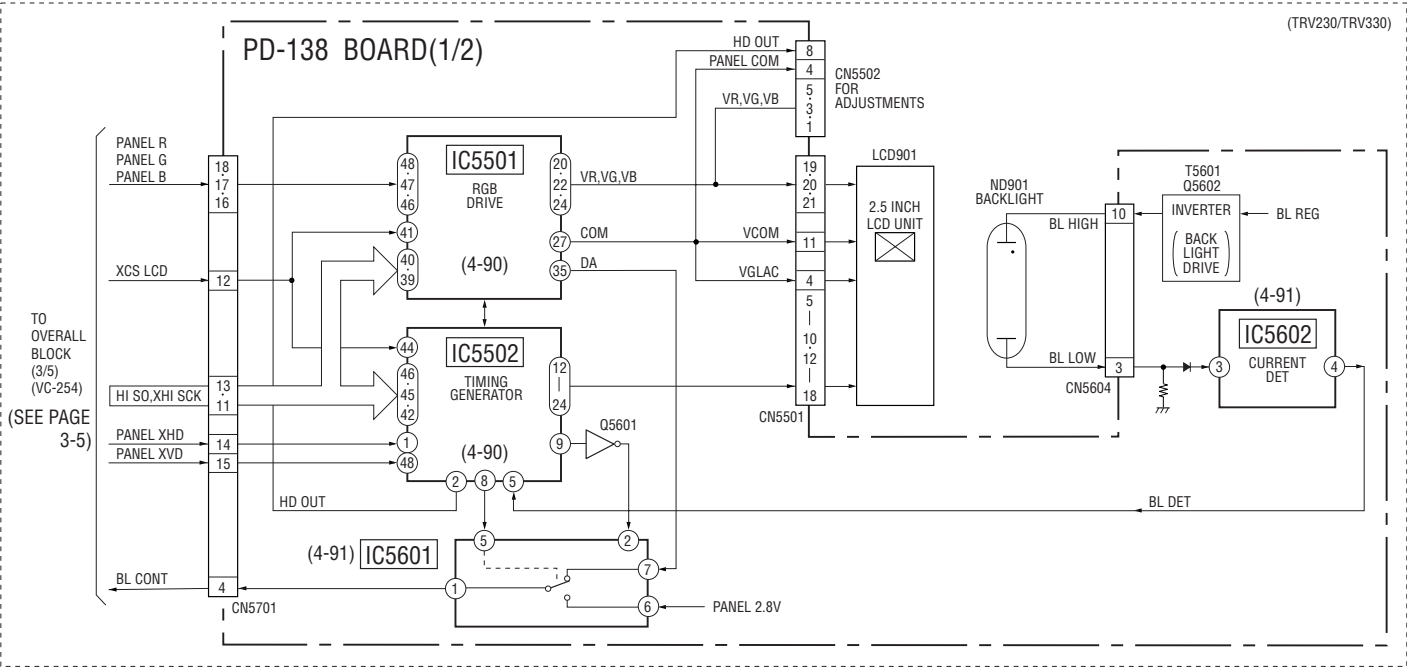 (TRV230/TRV330)
PD-138 BOARD(1/2)
HD OUT
PANEL COM
VR,VG,VB
8
4
5
3
1
CN5502
FOR
ADJUSTMENTS
PANEL R
PANEL G
PANEL B
18
17
16
48
47
46
IC5501
RGB
DRIVE
(4-90)
20
22
24
VR,VG,VB
19
20
21
LCD901
2.5 INCH
LCD UNIT
ND901
BACKLIGHT
T5601
Q5602
INVERTER
BACK
LIGHT
DRIVE
BL REG
10
BL HIGH
41
27
COM
VCOM
11
40
39
35
DA
VGLAC
4
XCS LCD
12
5
10
12
18
CN5501
TO
OVERALL
BLOCK
(3/5)
(VC-254)
(SEE PAGE
3-5)
44
IC5502
TIMING
GENERATOR
(4-90)
46
45
42
12
24
HI SO,XHI SCK
13
11
BL LOW
3
CN5604
(4-91)
IC5602
CURRENT
DET
3
4
PANEL XHD
14
1
PANEL XVD
15
48
9
Q5601
2
8
5
HD OUT
BL DET
(4-91)
IC5601
5
2
7
1
6
PANEL 2.8V
BL CONT
4
CN5701